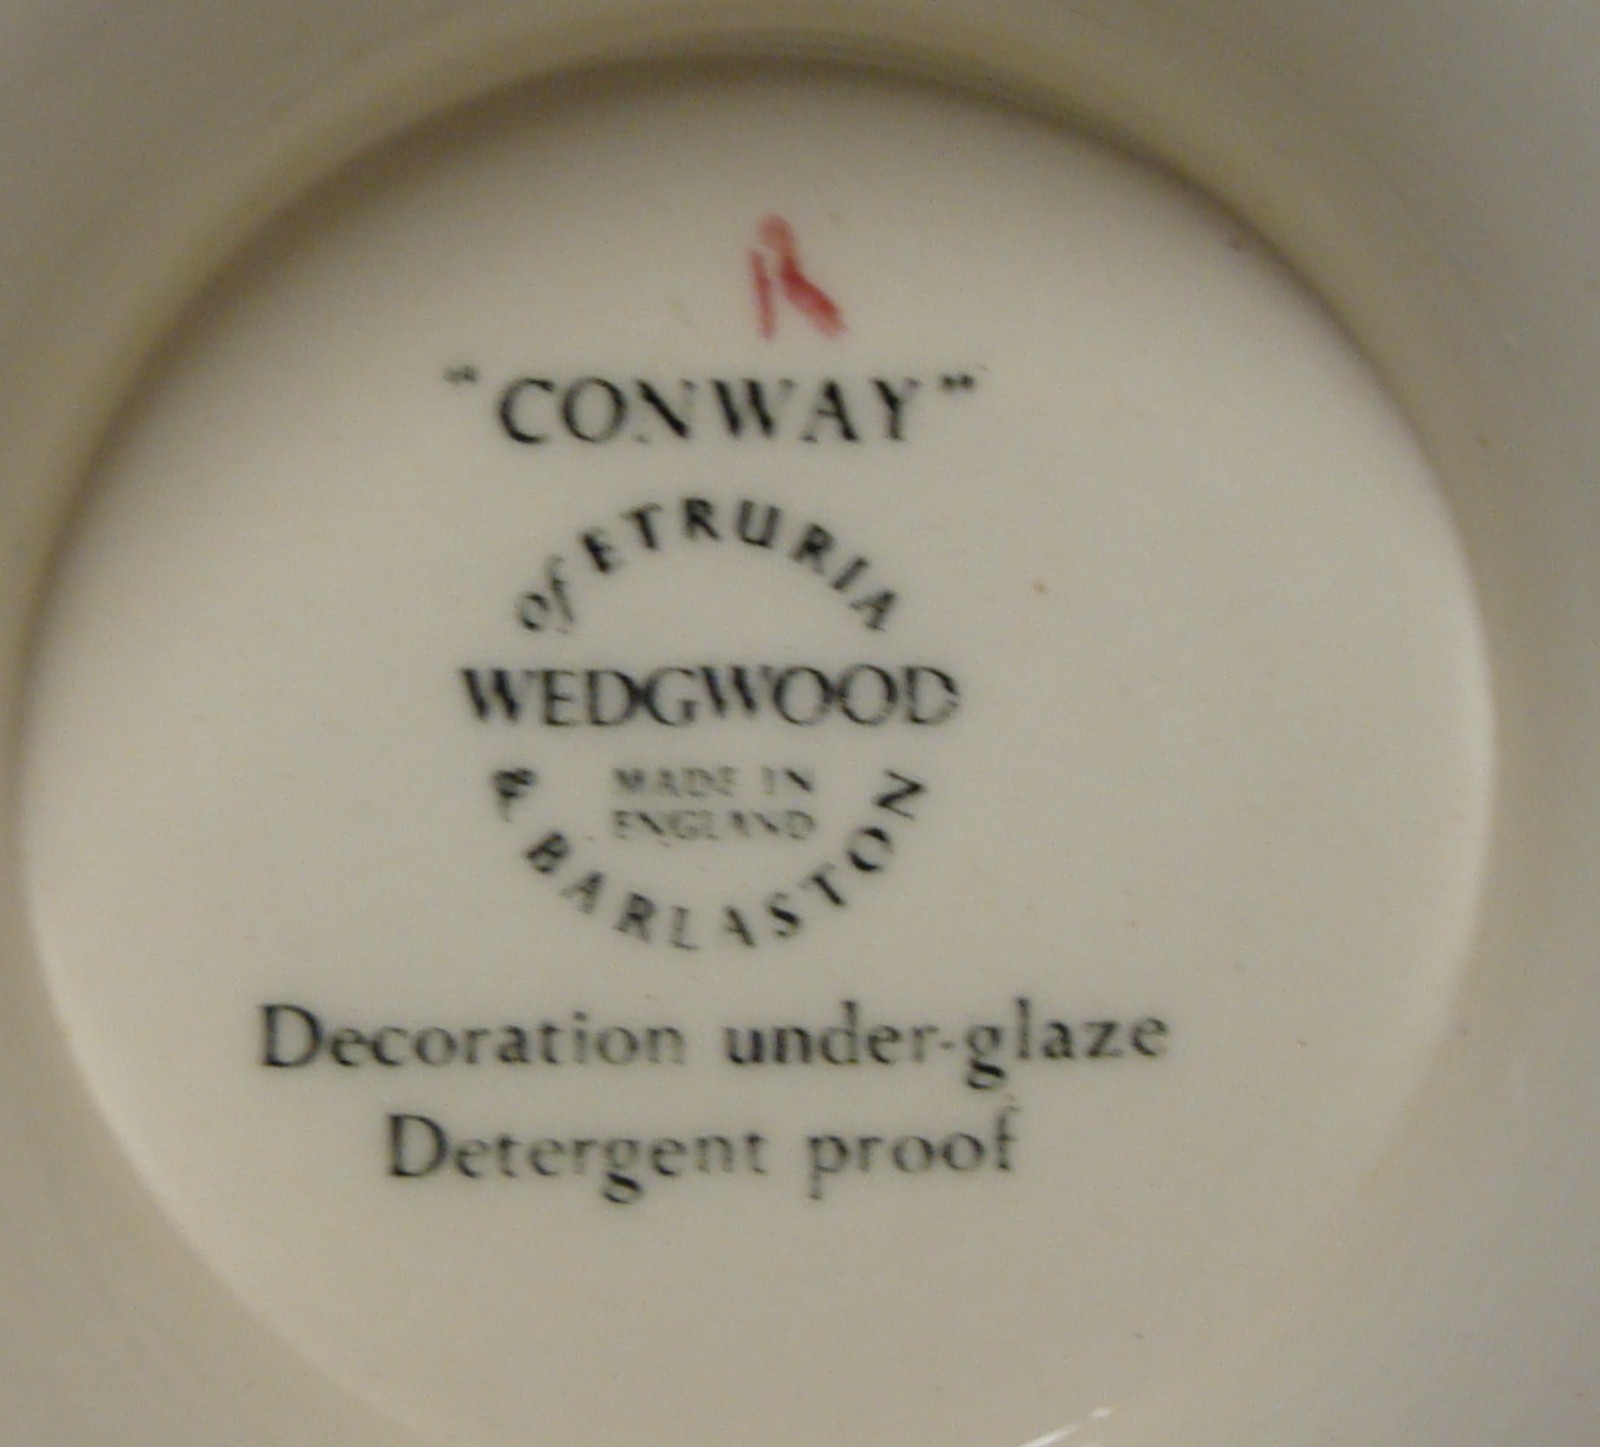 "CONWAY"
of ETRURIA
WEDGWOOD
MADE IN
ENGLAND
& BARLASTON
Decoration under-glaze
Detergent proof